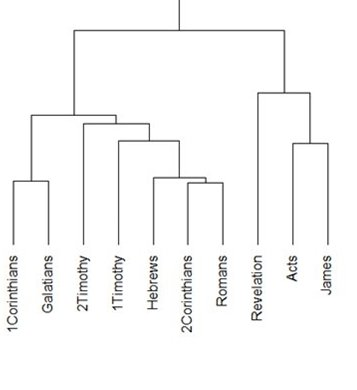 1Corinthians
Galatians
2Timothy
1Timothy
Hebrews
2Corinthians
Romans
Revelation
Acts
James